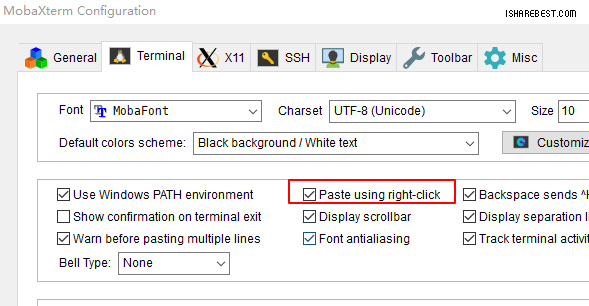 MobaXterm Configuration
ISHAREBEST.COM
General Terminal X11 SSH Display Toolbar Misc
Font MobaFont Charset UTF-8 (Unicode) Size 10
Default colors scheme: Black background / White text Customiz
Use Windows PATH environment Paste using right-click Backspace sends ^H
Show confirmation on terminal exit Display scrollbar Display separation li
Warn before pasting multiple lines Font antialiasing Track terminal activit
Bell Type: None